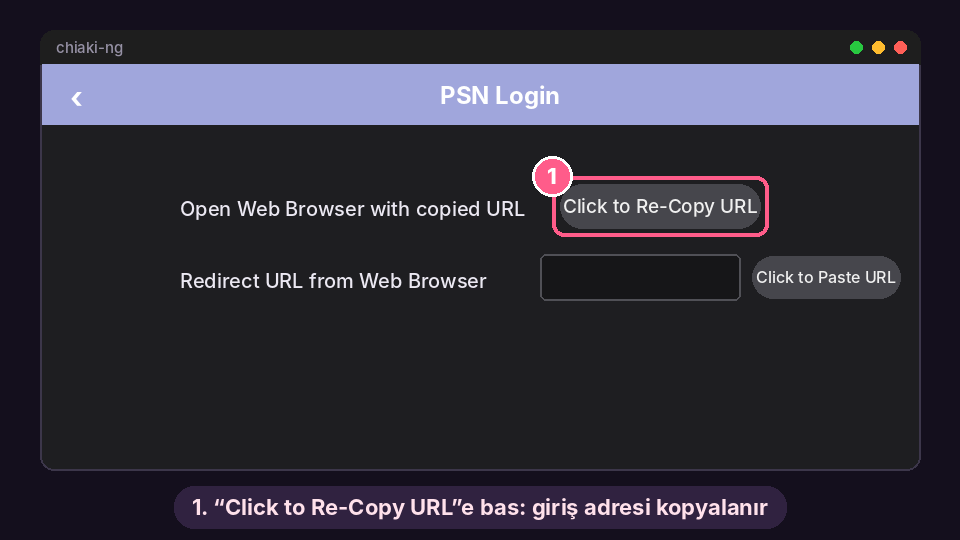 chiaki-ng
‹ PSN Login
1
Open Web Browser with copied URL Click to Re-Copy URL
Redirect URL from Web Browser Click to Paste URL
1. “Click to Re-Copy URL”e bas: giriş adresi kopyalanır